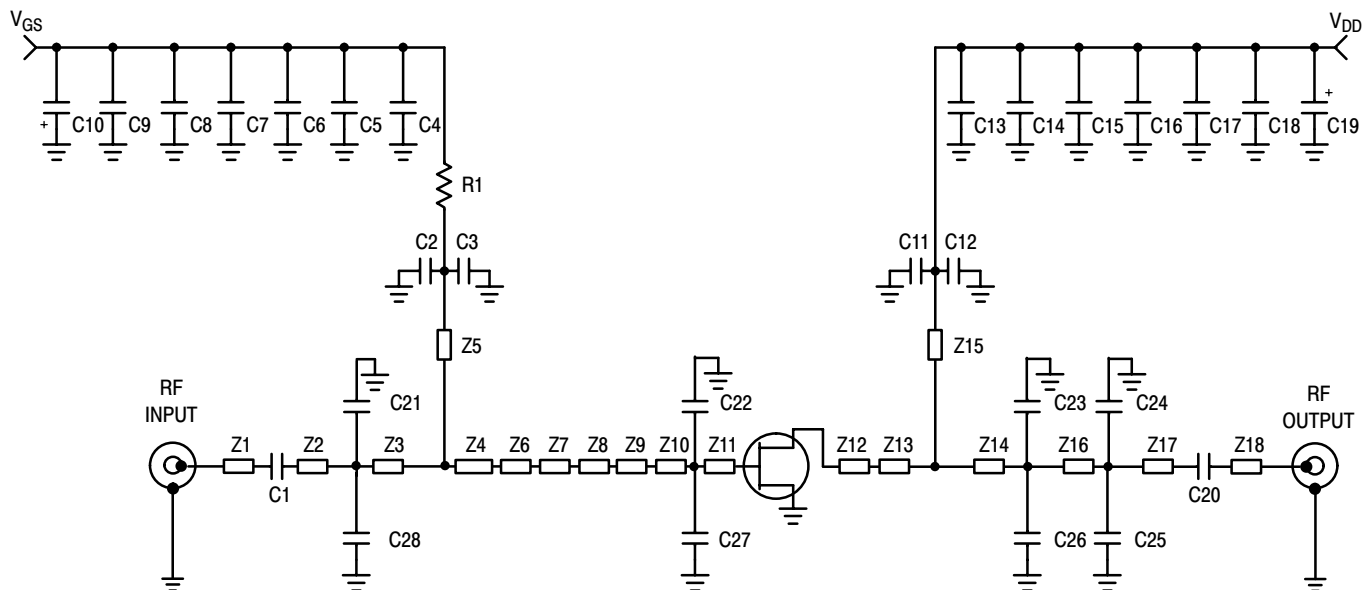 VGS
VDD
+ C10 C9 C8 C7 C6 C5 C4
C13 C14 C15 C16 C17 C18 + C19
R1
C2 C3
C11 C12
Z5
Z15
RF
INPUT
C21
C22
C23
C24
RF
OUTPUT
Z1 Z2 Z3 Z4 Z6 Z7 Z8 Z9 Z10 Z11 Z12 Z13 Z14 Z16 Z17 Z18
C1
C20
C28
C27
C26
C25